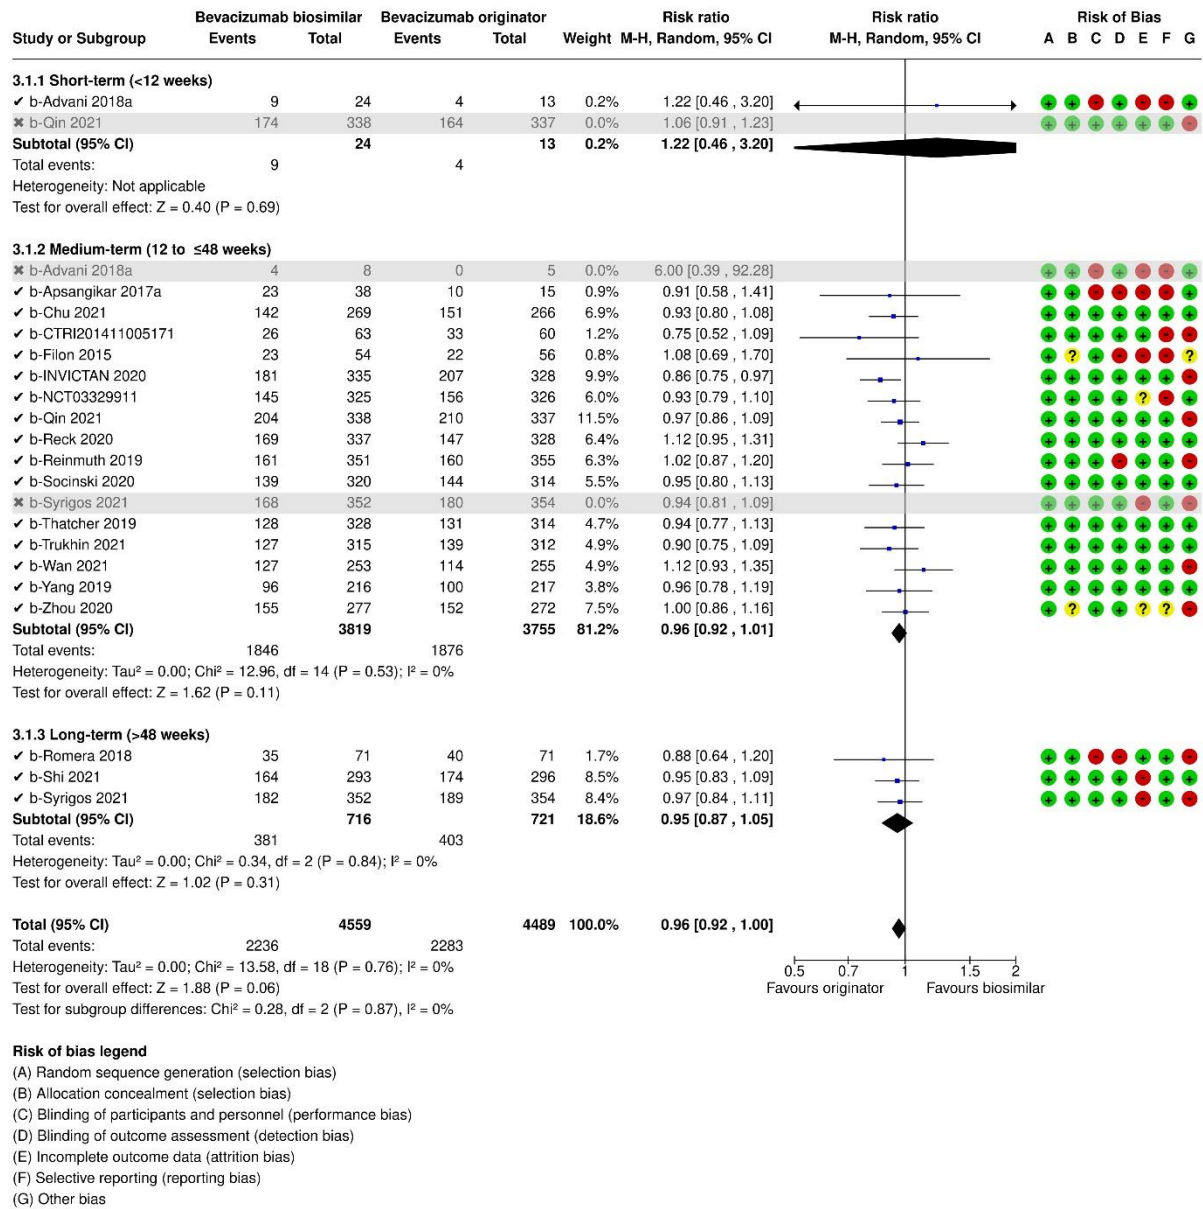 Bevacizumab biosimilar Bevacizumab originator Risk ratio Risk ratio Risk of Bias
Study or Subgroup Events Total Events Total Weight M-H, Random, 95% CI M-H, Random, 95% CI A B C D E F G
3.1.1 Short-term (<12 weeks)
✔ b-Advani 2018a 9 24 4 13 0.2% 1.22 [0.46 , 3.20] + + - + - - +
✖ b-Qin 2021 174 338 164 337 0.0% 1.06 [0.91 , 1.23] + + + + + + -
Subtotal (95% CI) 24 13 0.2% 1.22 [0.46 , 3.20]
Total events: 9 4
Heterogeneity: Not applicable
Test for overall effect: Z = 0.40 (P = 0.69)
3.1.2 Medium-term (12 to ≤48 weeks)
✖ b-Advani 2018a 4 8 0 5 0.0% 6.00 [0.39 , 92.28] + + - + - - +
✔ b-Apsangikar 2017a 23 38 10 15 0.9% 0.91 [0.58 , 1.41] + + - - - - +
✔ b-Chu 2021 142 269 151 266 6.9% 0.93 [0.80 , 1.08] + + + + + + +
✔ b-CTRI201411005171 26 63 33 60 1.2% 0.75 [0.52 , 1.09] + + + + + - -
✔ b-Filon 2015 23 54 22 56 0.8% 1.08 [0.69 , 1.70] + ? + - - - ?
✔ b-INVICTAN 2020 181 335 207 328 9.9% 0.86 [0.75 , 0.97] + + + + + + -
✔ b-NCT03329911 145 325 156 326 6.0% 0.93 [0.79 , 1.10] + + + + ? - +
✔ b-Qin 2021 204 338 210 337 11.5% 0.97 [0.86 , 1.09] + + + + + + -
✔ b-Reck 2020 169 337 147 328 6.4% 1.12 [0.95 , 1.31] + + + + + + +
✔ b-Reinmuth 2019 161 351 160 355 6.3% 1.02 [0.87 , 1.20] + + + - + + -
✔ b-Socinski 2020 139 320 144 314 5.5% 0.95 [0.80 , 1.13] + + + + + + +
✖ b-Syrigos 2021 168 352 180 354 0.0% 0.94 [0.81 , 1.09] + + + + - + -
✔ b-Thatcher 2019 128 328 131 314 4.7% 0.94 [0.77 , 1.13] + + + + + + +
✔ b-Trukhin 2021 127 315 139 312 4.9% 0.90 [0.75 , 1.09] + + + + + + +
✔ b-Wan 2021 127 253 114 255 4.9% 1.12 [0.93 , 1.35] + + + + + + -
✔ b-Yang 2019 96 216 100 217 3.8% 0.96 [0.78 , 1.19] + + + + + + +
✔ b-Zhou 2020 155 277 152 272 7.5% 1.00 [0.86 , 1.16] + ? + + ? ? -
Subtotal (95% CI) 3819 3755 81.2% 0.96 [0.92 , 1.01]
Total events: 1846 1876
Heterogeneity: Tau² = 0.00; Chi² = 12.96, df = 14 (P = 0.53); I² = 0%
Test for overall effect: Z = 1.62 (P = 0.11)
3.1.3 Long-term (>48 weeks)
✔ b-Romera 2018 35 71 40 71 1.7% 0.88 [0.64 , 1.20] + + - - + + -
✔ b-Shi 2021 164 293 174 296 8.5% 0.95 [0.83 , 1.09] + + + + - + +
✔ b-Syrigos 2021 182 352 189 354 8.4% 0.97 [0.84 , 1.11] + + + + - + -
Subtotal (95% CI) 716 721 18.6% 0.95 [0.87 , 1.05]
Total events: 381 403
Heterogeneity: Tau² = 0.00; Chi² = 0.34, df = 2 (P = 0.84); I² = 0%
Test for overall effect: Z = 1.02 (P = 0.31)
Total (95% CI) 4559 4489 100.0% 0.96 [0.92 , 1.00]
Total events: 2236 2283
Heterogeneity: Tau² = 0.00; Chi² = 13.58, df = 18 (P = 0.76); I² = 0%
Test for overall effect: Z = 1.88 (P = 0.06)
Test for subgroup differences: Chi² = 0.28, df = 2 (P = 0.87), I² = 0%
0.5 0.7 1 1.5 2
Favours originator Favours biosimilar
Risk of bias legend
(A) Random sequence generation (selection bias)
(B) Allocation concealment (selection bias)
(C) Blinding of participants and personnel (performance bias)
(D) Blinding of outcome assessment (detection bias)
(E) Incomplete outcome data (attrition bias)
(F) Selective reporting (reporting bias)
(G) Other bias